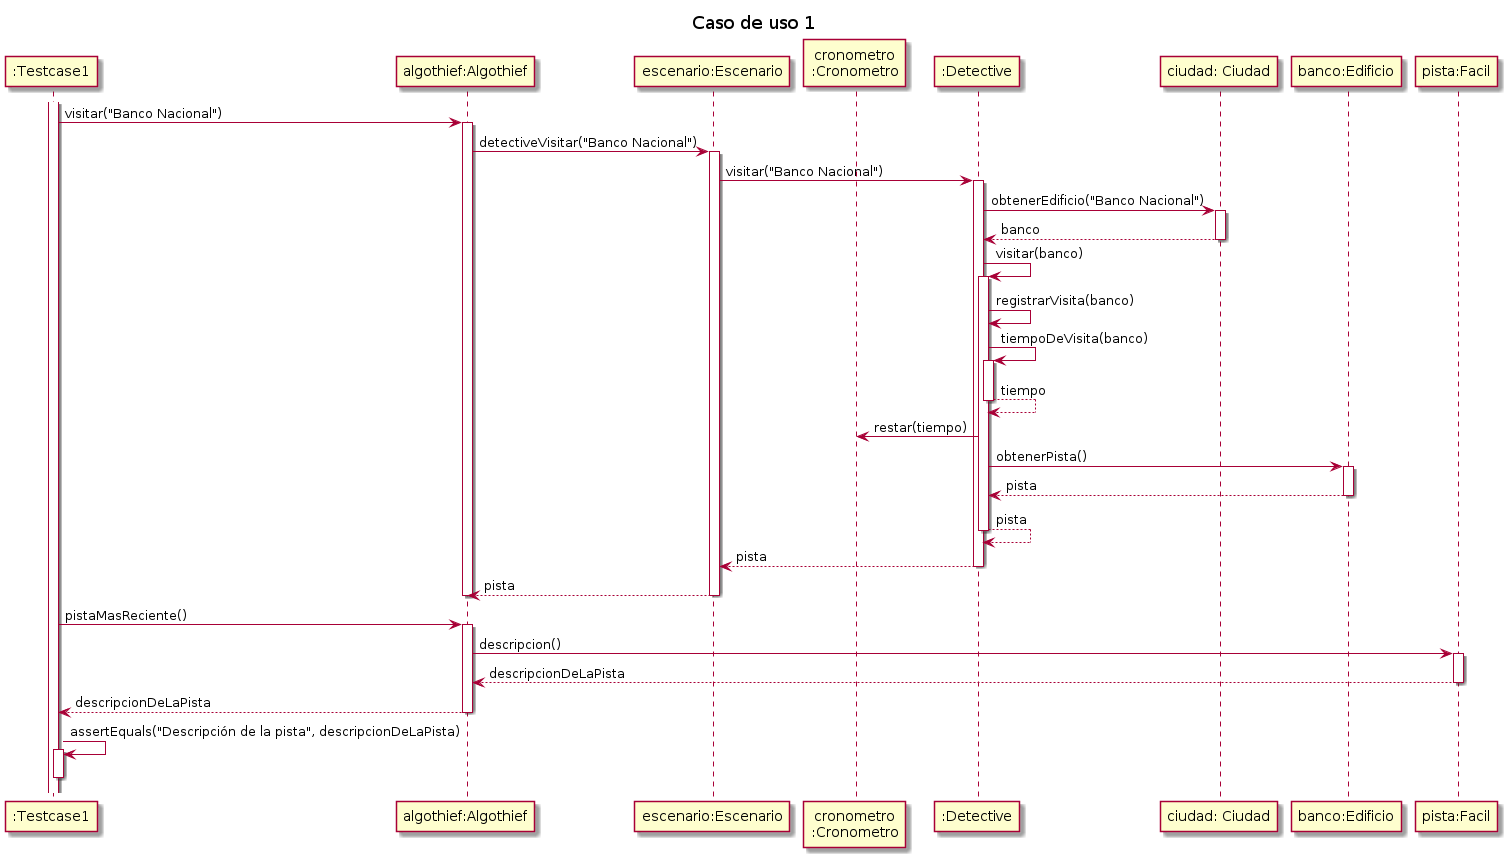 Caso de uso 1
:Testcase1
algothief:Algothief
escenario:Escenario
cronometro
:Cronometro
:Detective
ciudad: Ciudad
banco:Edificio
pista:Facil
visitar("Banco Nacional")
detectiveVisitar("Banco Nacional")
visitar("Banco Nacional")
obtenerEdificio("Banco Nacional")
banco
visitar(banco)
registrarVisita(banco)
tiempoDeVisita(banco)
tiempo
restar(tiempo)
obtenerPista()
pista
pista
pista
pista
pistaMasReciente()
descripcion()
descripcionDeLaPista
descripcionDeLaPista
assertEquals("Descripción de la pista", descripcionDeLaPista)
:Testcase1
algothief:Algothief
escenario:Escenario
cronometro
:Cronometro
:Detective
ciudad: Ciudad
banco:Edificio
pista:Facil